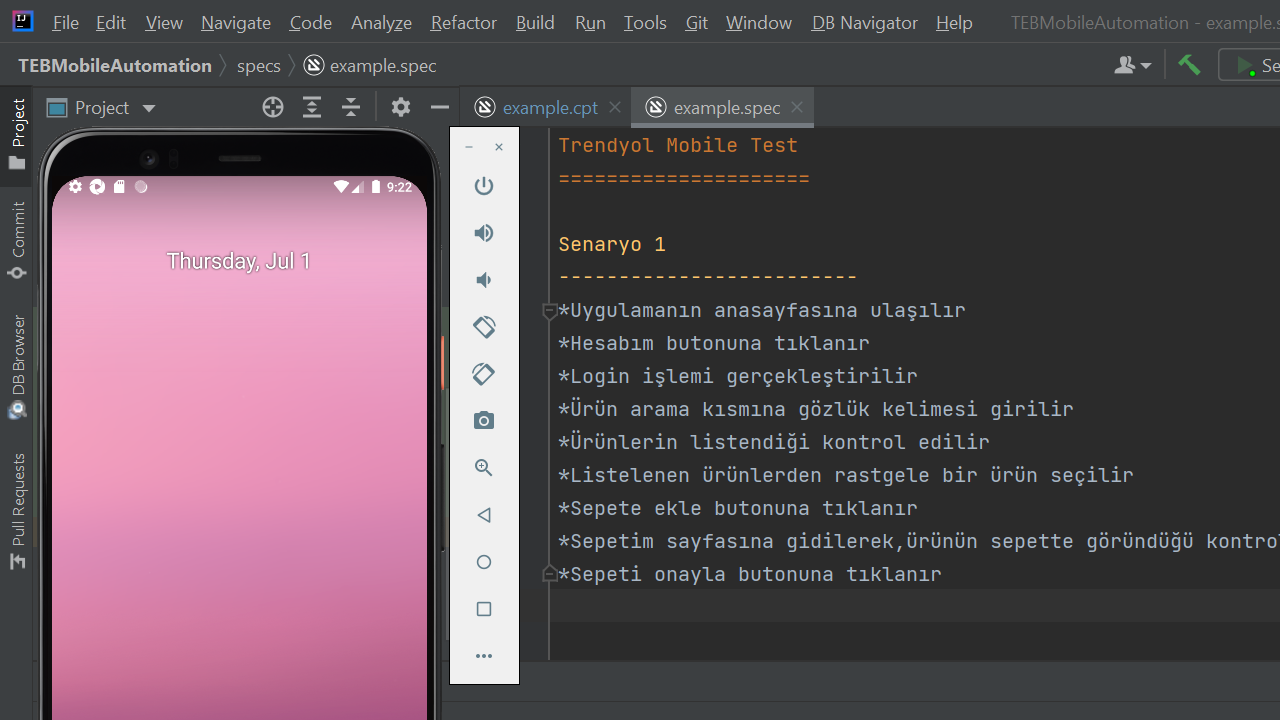 File Edit View Navigate Code Analyze Refactor Build Run Tools Git Window DB Navigator Help TEBMobileAutomation - example.s
TEBMobileAutomation specs example.spec Se
Project
Project
Commit
DB Browser
Pull Requests
example.cpt example.spec
9:22
Thursday, Jul 1
Trendyol Mobile Test
=====================
Senaryo 1
-------------------------
*Uygulamanın anasayfasına ulaşılır
*Hesabım butonuna tıklanır
*Login işlemi gerçekleştirilir
*Ürün arama kısmına gözlük kelimesi girilir
*Ürünlerin listendiği kontrol edilir
*Listelenen ürünlerden rastgele bir ürün seçilir
*Sepete ekle butonuna tıklanır
*Sepetim sayfasına gidilerek,ürünün sepette göründüğü kontrol
*Sepeti onayla butonuna tıklanır